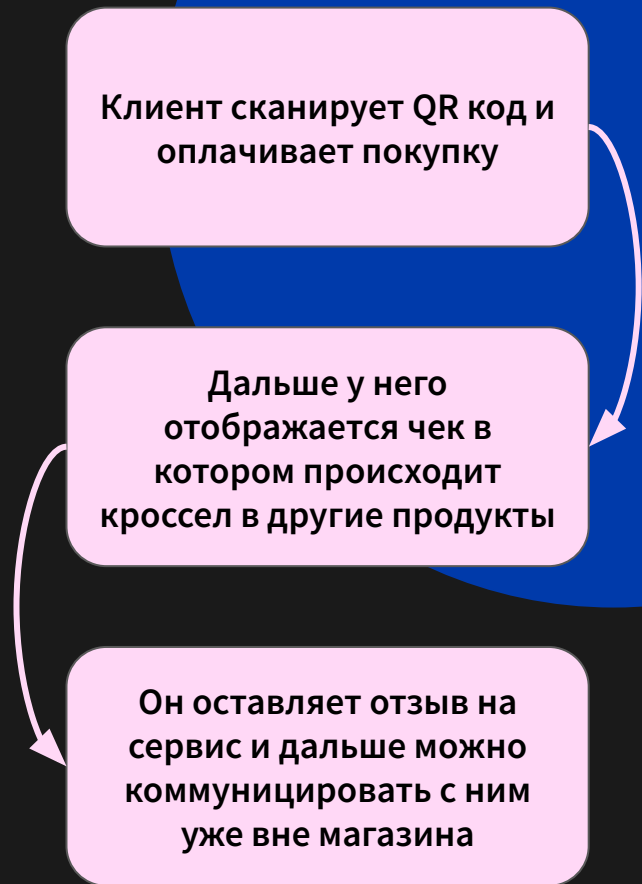 Клиент сканирует QR код и
оплачивает покупку
Дальше у него
отображается чек в
котором происходит
кроссел в другие продукты
Он оставляет отзыв на
сервис и дальше можно
коммуницировать с ним
уже вне магазина